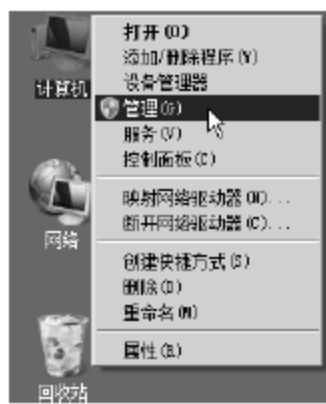 计算机
网络
回收站
打开(O)
添加/删除程序(Y)
设备管理器
管理(G)
服务(V)
控制面板(C)
映射网络驱动器(N)...
断开网络驱动器(C)...
创建快捷方式(S)
删除(D)
重命名(M)
属性(R)